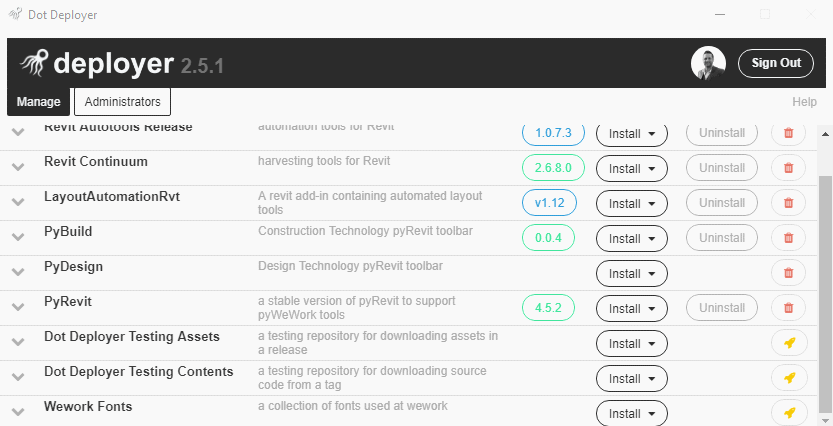 Dot Deployer
deployer 2.5.1
Sign Out
Manage
Administrators
Help
Revit Autotools Release automation tools for Revit 1.0.7.3 Install Uninstall
Revit Continuum harvesting tools for Revit 2.6.8.0 Install Uninstall
LayoutAutomationRvt A revit add-in containing automated layout v1.12 Install Uninstall
tools
PyBuild Construction Technology pyRevit toolbar 0.0.4 Install Uninstall
PyDesign Design Technology pyRevit toolbar Install
PyRevit a stable version of pyRevit to support 4.5.2 Install Uninstall
pyWeWork tools
Dot Deployer Testing Assets a testing repository for downloading assets in Install
a release
Dot Deployer Testing Contents a testing repository for downloading source Install
code from a tag
Wework Fonts a collection of fonts used at wework Install